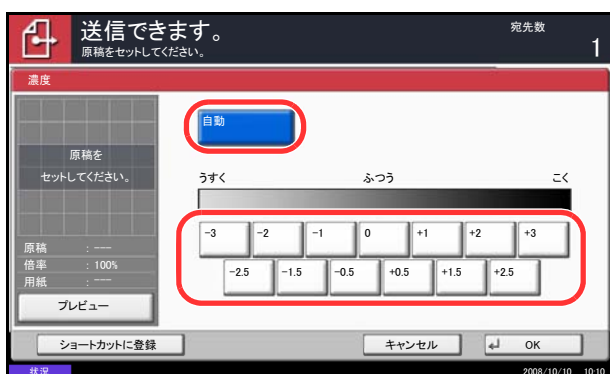 送信できます。
原稿をセットしてください。
宛先数
1
濃度
原稿を
セットしてください。
自動
うすく ふつう こく
-3 -2 -1 0 +1 +2 +3
-2.5 -1.5 -0.5 +0.5 +1.5 +2.5
原稿 : ---
倍率 : 100%
用紙 : ---
プレビュー
ショートカットに登録 キャンセル OK
状況 2008/10/10 10:10